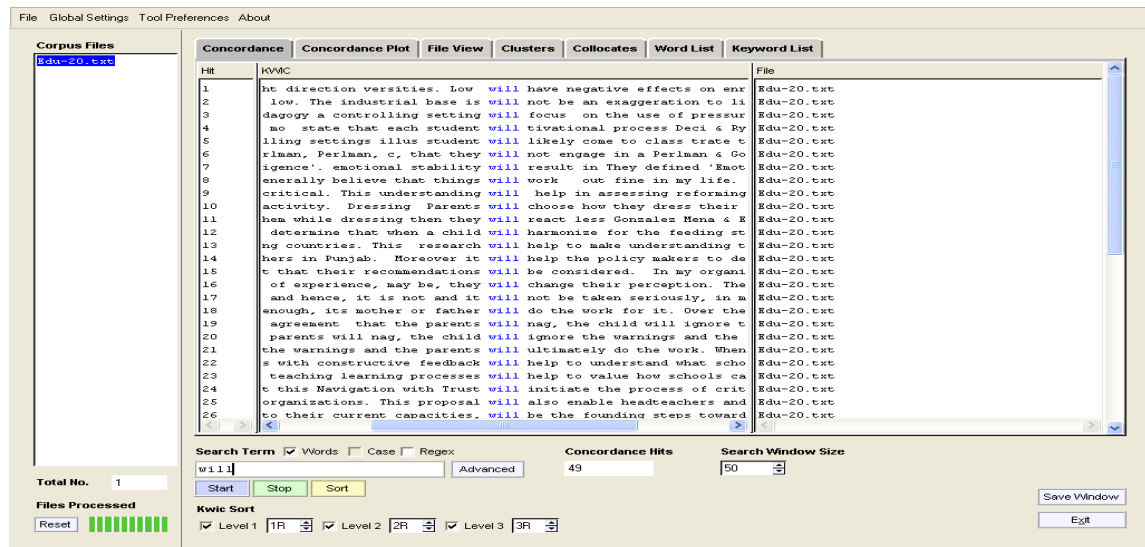 File Global Settings Tool Preferences About
Corpus Files
Edu-20.txt
Concordance Concordance Plot File View Clusters Collocates Word List Keyword List
Hit KWIC File
1 ht direction versities. Low will have negative effects on enr Edu-20.txt
2 low. The industrial base is will not be an exaggeration to li Edu-20.txt
3 dagogy a controlling setting will focus on the use of pressur Edu-20.txt
4 mo state that each student will tivational process Deci & Ry Edu-20.txt
5 lling settings illus student will likely come to class trate t Edu-20.txt
6 rlman, Perlman, c, that they will not engage in a Perlman & Go Edu-20.txt
7 igence'. emotional stability will result in They defined 'Emot Edu-20.txt
8 enerally believe that things will work out fine in my life. Edu-20.txt
9 critical. This understanding will help in assessing reforming Edu-20.txt
10 activity. Dressing Parents will choose how they dress their Edu-20.txt
11 hem while dressing then they will react less Gonzales Mena & E Edu-20.txt
12 determine that when a child will harmonize for the feeding st Edu-20.txt
13 ng countries. This research will help to make understanding t Edu-20.txt
14 hers in Punjab. Moreover it will help the policy makers to de Edu-20.txt
15 t that their recommendations will be considered. In my organi Edu-20.txt
16 of experience, may be, they will change their perception. The Edu-20.txt
17 and hence, it is not and it will not be taken seriously, in m Edu-20.txt
18 enough, its mother or father will do the work for it. Over the Edu-20.txt
19 agreement that the parents will nag, the child will ignore t Edu-20.txt
20 parents will nag, the child will ignore the warnings and the Edu-20.txt
21 the warnings and the parents will ultimately do the work. When Edu-20.txt
22 s with constructive feedback will help to understand what scho Edu-20.txt
23 teaching learning processes will help to value how schools ca Edu-20.txt
24 t this Navigation with Trust will initiate the process of crit Edu-20.txt
25 organizations. This proposal will also enable headteachers and Edu-20.txt
26 to their current capacities, will be the founding steps toward Edu-20.txt
Search Term Words Case Regex Concordance Hits Search Window Size
will Advanced 49 50
Total No. 1
Start Stop Sort
Files Processed
Kwic Sort
Save Window
Reset
Level 1 1R Level 2 2R Level 3 3R
Exit